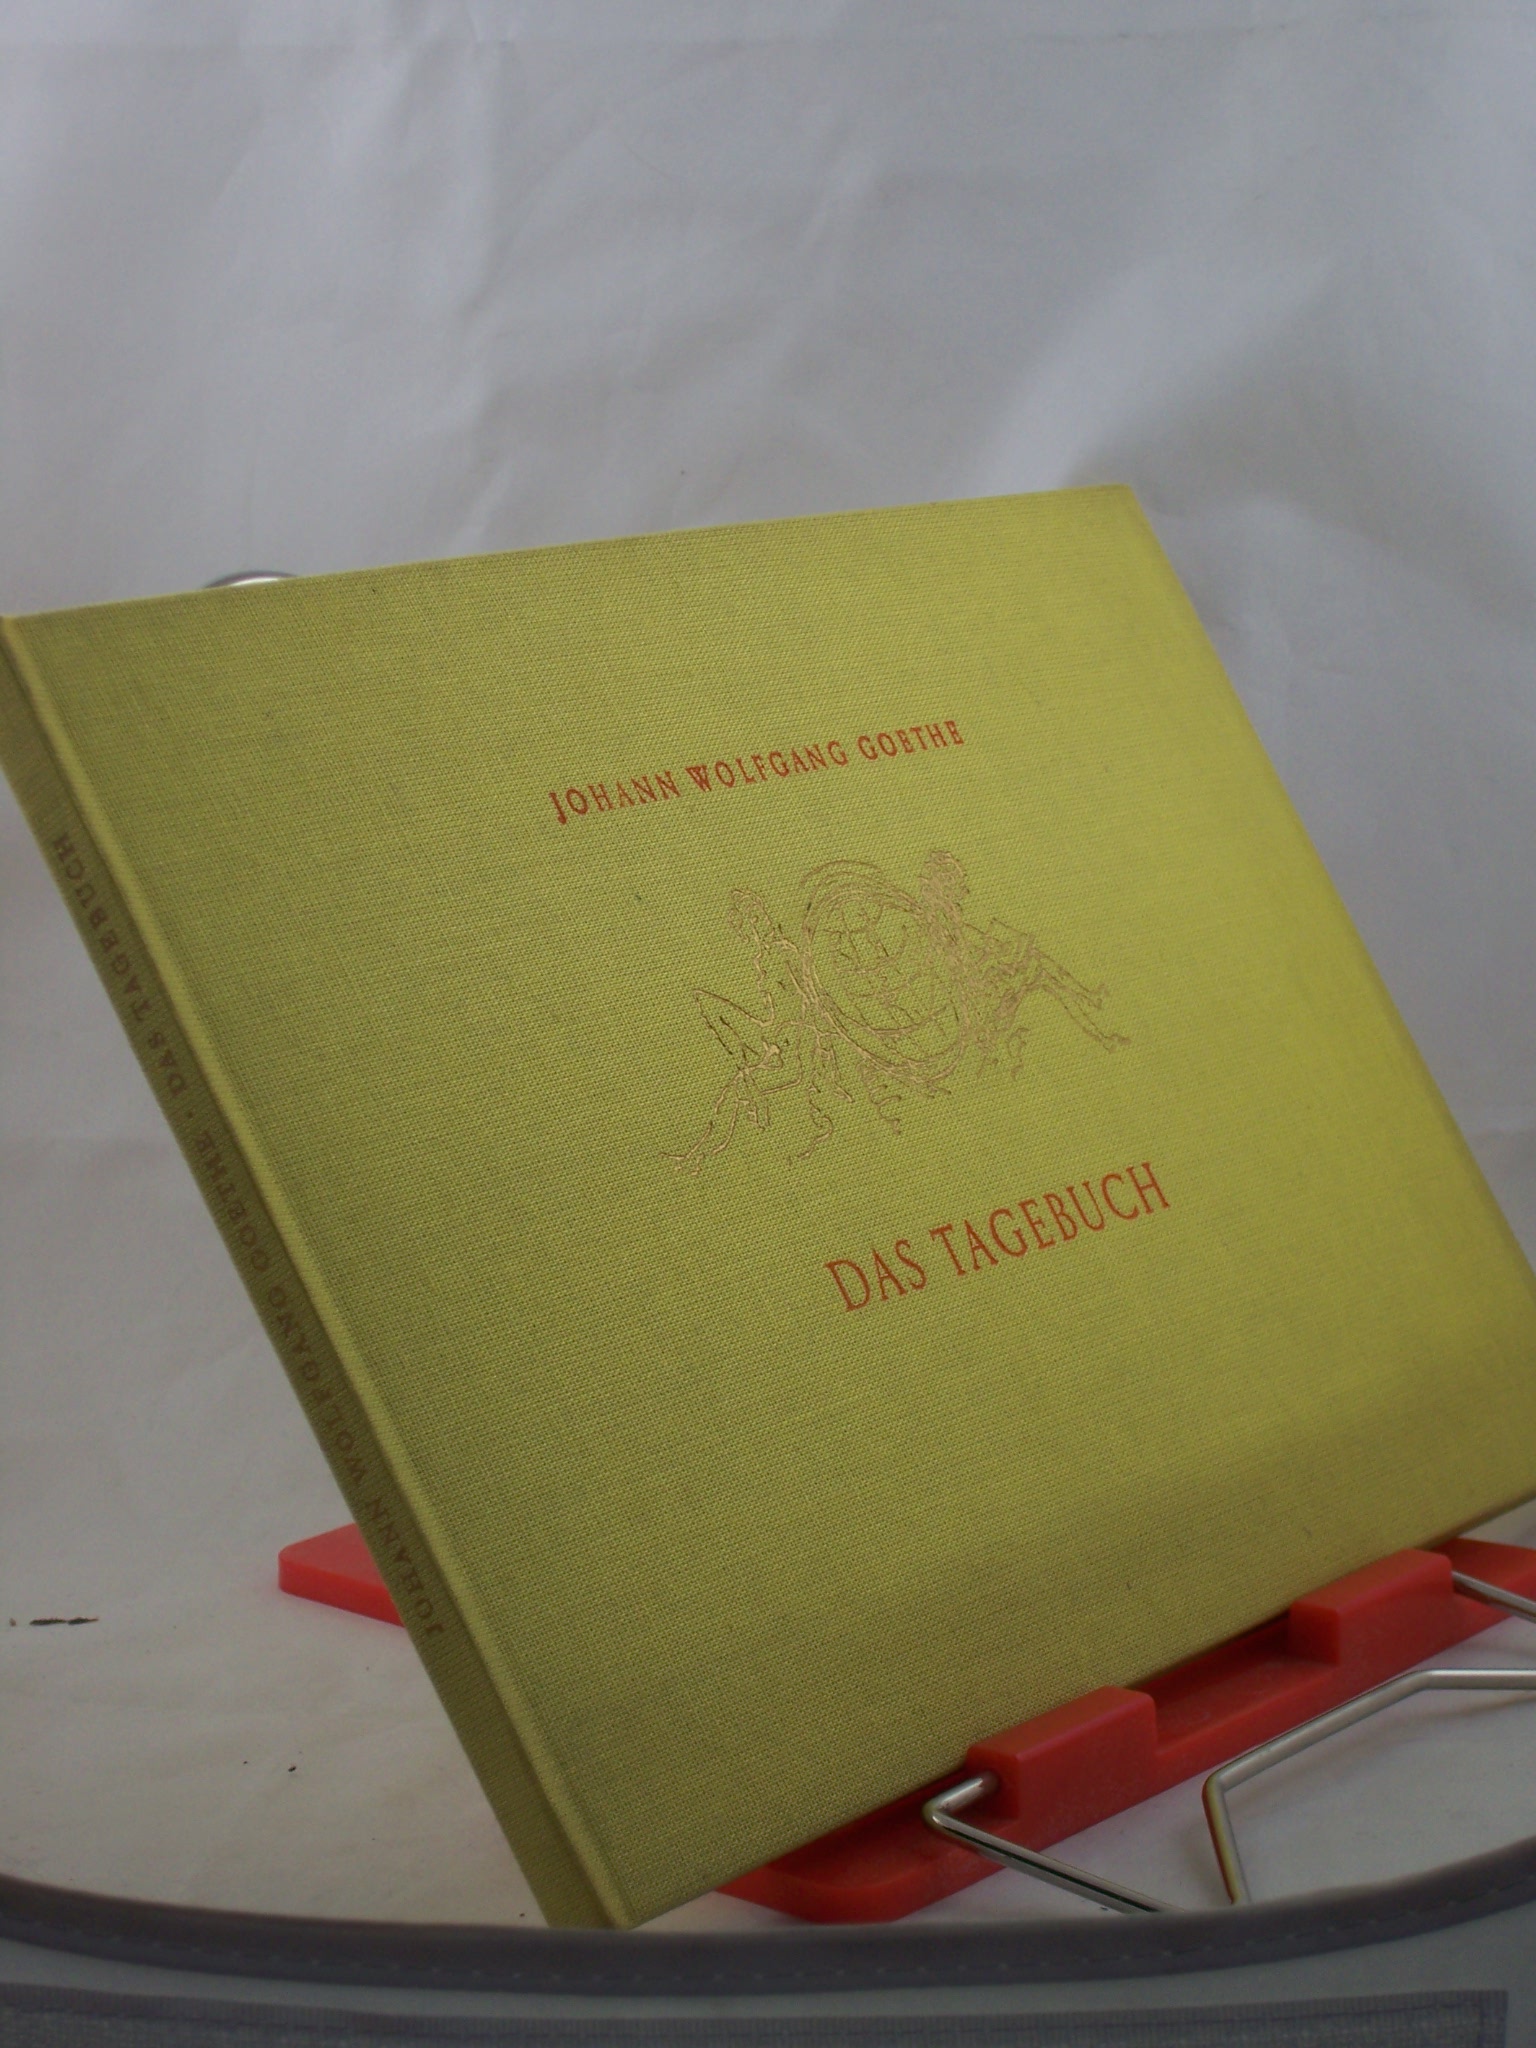 JOHANN WOLFGANG GOETHE
DAS TAGEBUCH
JOHANN WOLFGANG GOETHE · DAS TAGEBUCH